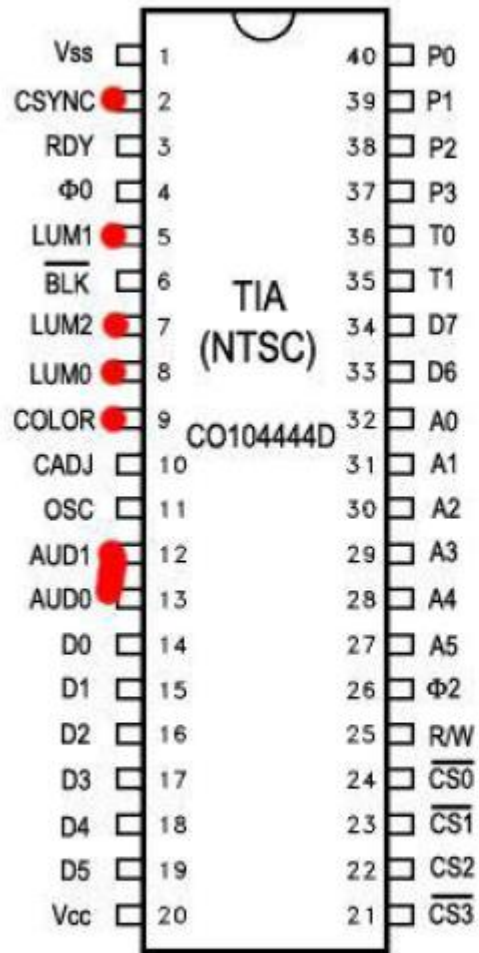 Vss 1 40 P0
CSYNC 2 39 P1
RDY 3 38 P2
Φ0 4 37 P3
LUM1 5 36 T0
BLK 6 35 T1
LUM2 7 34 D7
LUM0 8 33 D6
COLOR 9 32 A0
CADJ 10 31 A1
OSC 11 30 A2
AUD1 12 29 A3
AUD0 13 28 A4
D0 14 27 A5
D1 15 26 Φ2
D2 16 25 R/W
D3 17 24 CS0
D4 18 23 CS1
D5 19 22 CS2
Vcc 20 21 CS3
TIA
(NTSC)
CO104444D